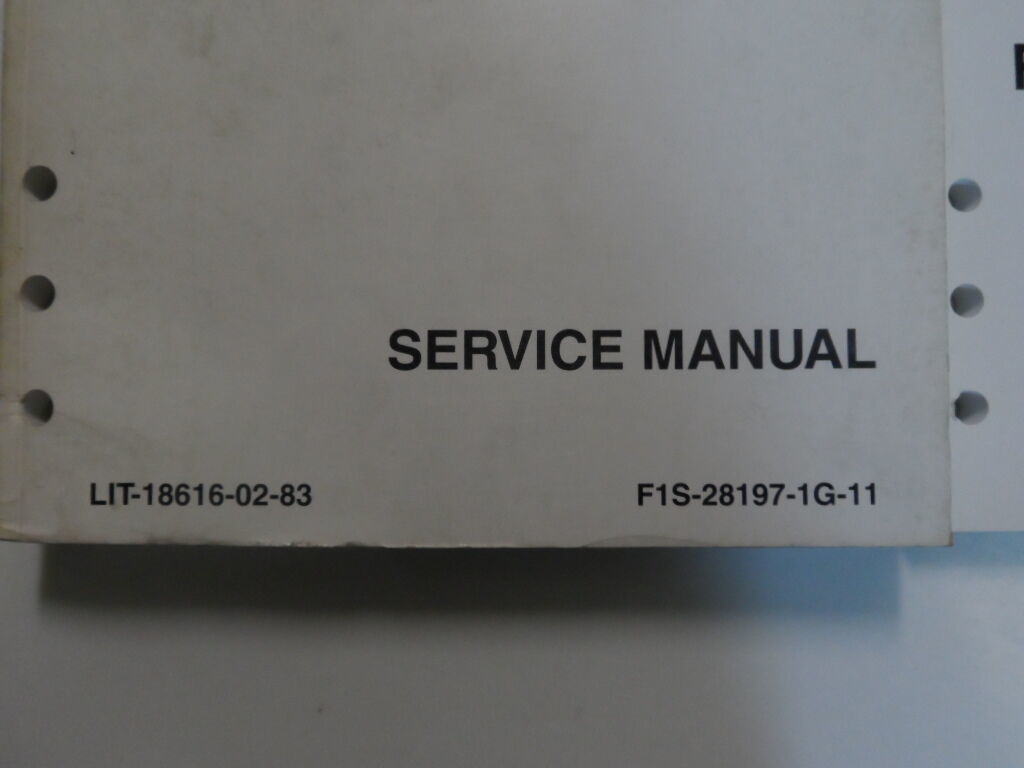 SERVICE MANUAL
LIT-18616-02-83
F1S-28197-1G-11